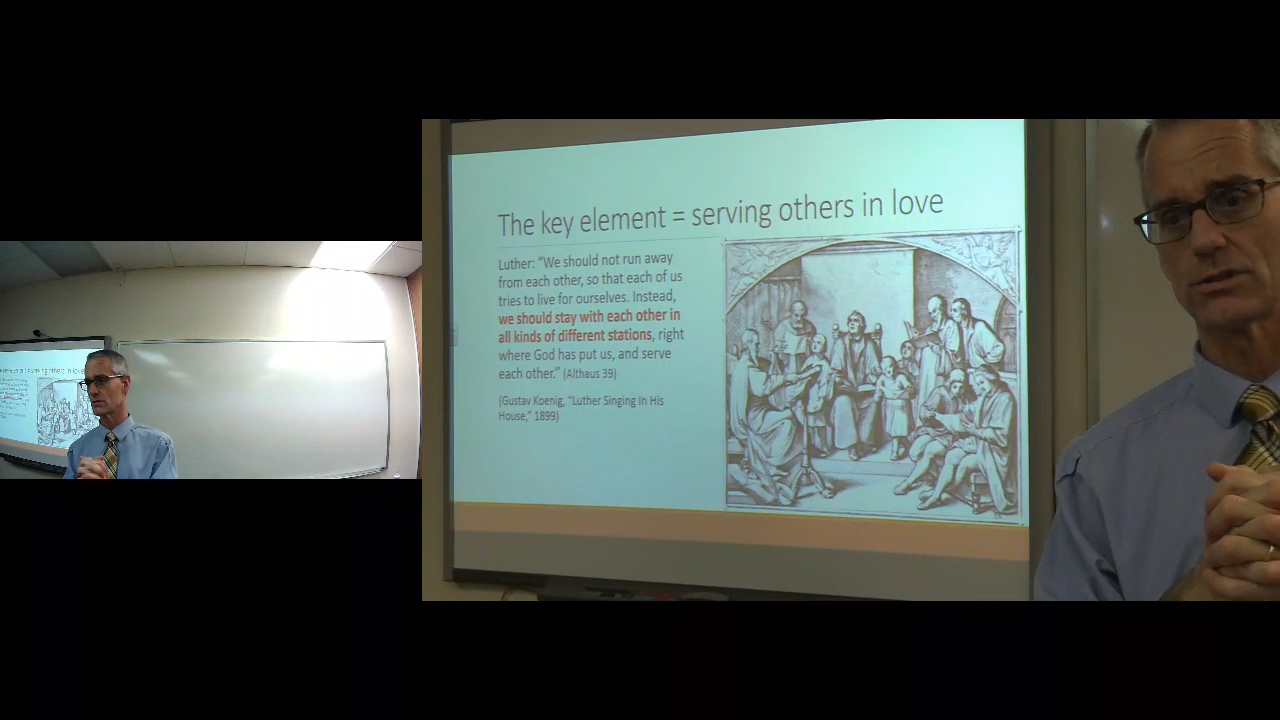 The key element = serving others in love
Luther: “We should not run away
from each other, so that each of us
tries to live for ourselves. Instead,
we should stay with each other in
all kinds of different stations, right
where God has put us, and serve
each other.” (Althaus 39)
(Gustav Koenig, “Luther Singing In His
House,” 1899)